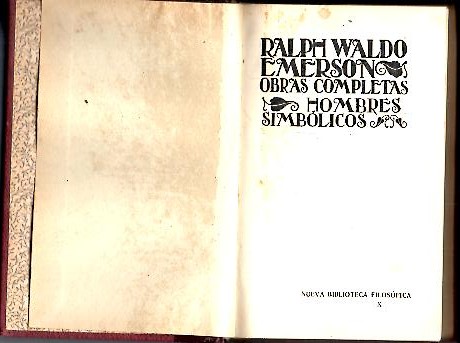 RALPH WALDO
EMERSON
OBRAS COMPLETAS
HOMBRES
SIMBÓLICOS
NUEVA BIBLIOTECA FILOSÓFICA
X